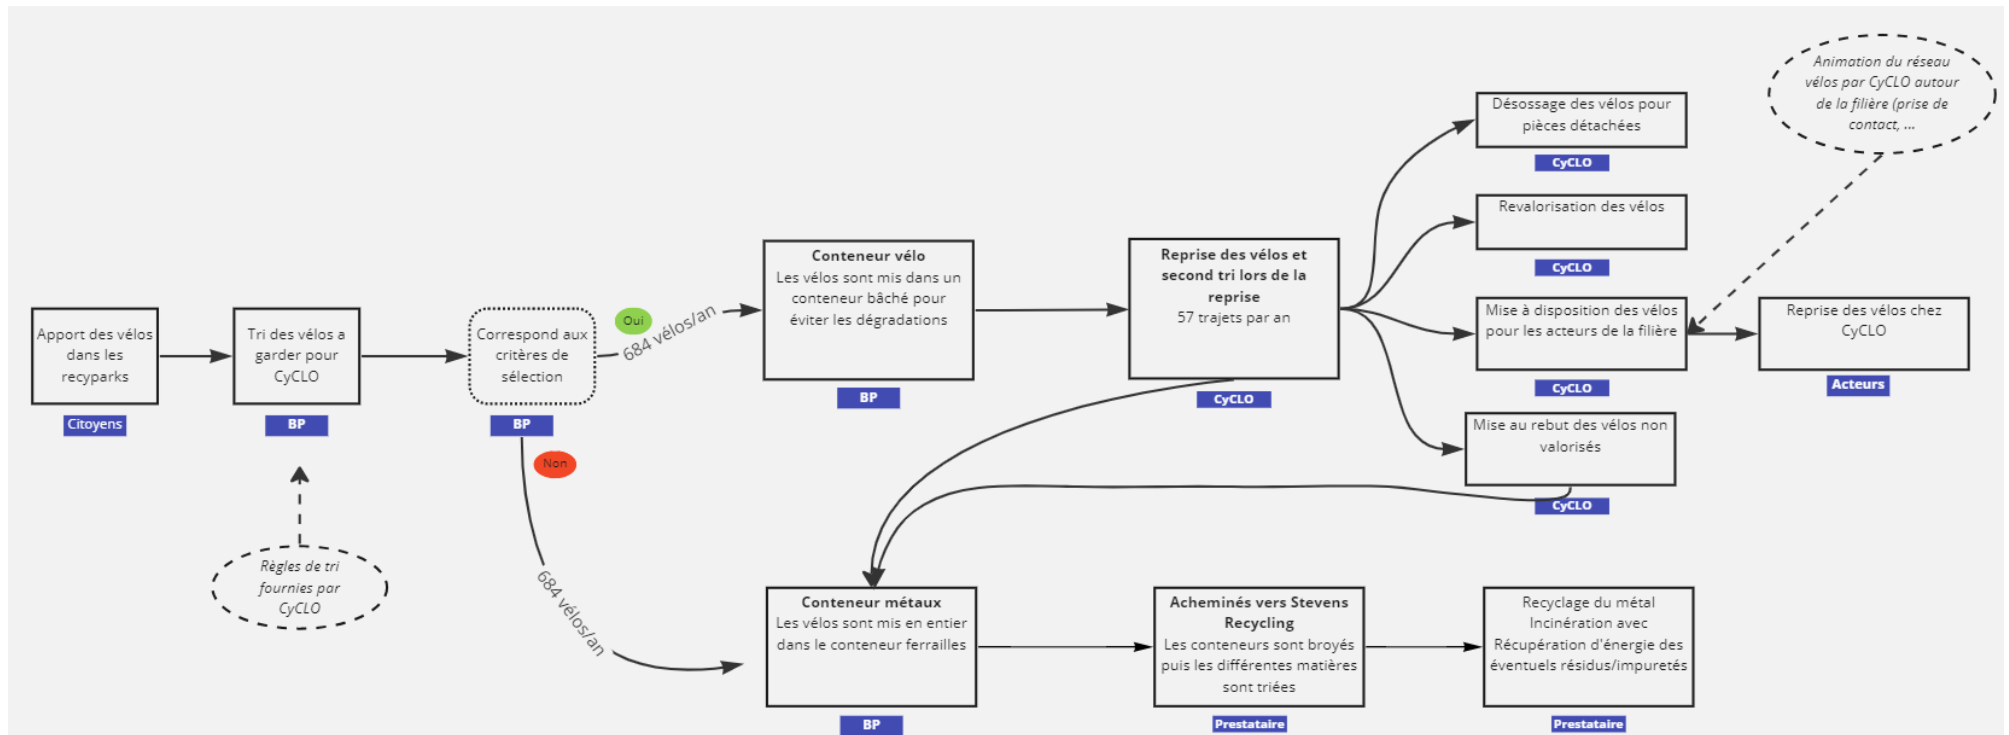 Animation du réseau
vélos par CyCLO autour
de la filière (prise de
contact, ...
Désossage des vélos pour
pièces détachées
CyCLO
Revalorisation des vélos
CyCLO
Apport des vélos
dans les
recyparks
Citoyens
Tri des vélos a
garder pour
CyCLO
BP
Règles de tri
fournies par
CyCLO
Correspond aux
critères de
sélection
BP
Oui
684 vélos/an
Non
684 vélos/an
Conteneur vélo
Les vélos sont mis dans un
conteneur bâché pour
éviter les dégradations
BP
Reprise des vélos et
second tri lors de la
reprise
57 trajets par an
CyCLO
Mise à disposition des vélos
pour les acteurs de la filière
CyCLO
Reprise des vélos chez
CyCLO
Acteurs
Mise au rebut des vélos non
valorisés
CyCLO
Conteneur métaux
Les vélos sont mis en entier
dans le conteneur ferrailles
BP
Acheminés vers Stevens
Recycling
Les conteneurs sont broyés
puis les différentes matières
sont triées
Prestataire
Recyclage du métal
Incinération avec
Récupération d'énergie des
éventuels résidus/impuretés
Prestataire